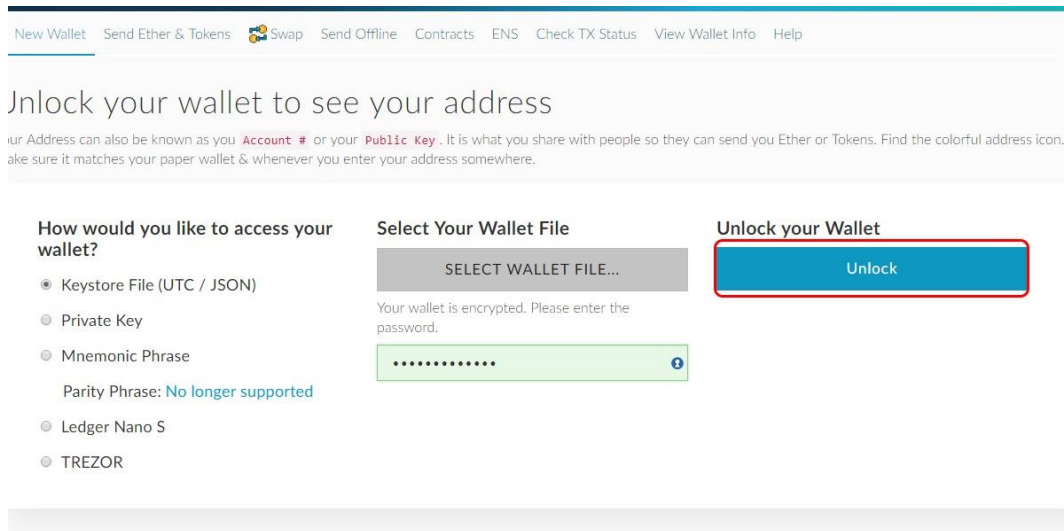 New Wallet Send Ether & Tokens Swap Send Offline Contracts ENS Check TX Status View Wallet Info Help
Unlock your wallet to see your address
our Address can also be known as you Account # or your Public Key. It is what you share with people so they can send you Ether or Tokens. Find the colorful address icon.
ake sure it matches your paper wallet & whenever you enter your address somewhere.
How would you like to access your
wallet?
Keystore File (UTC / JSON)
Private Key
Mnemonic Phrase
Parity Phrase: No longer supported
Ledger Nano S
TREZOR
Select Your Wallet File
SELECT WALLET FILE...
Your wallet is encrypted. Please enter the
password.
•••••••••••••
Unlock your Wallet
Unlock